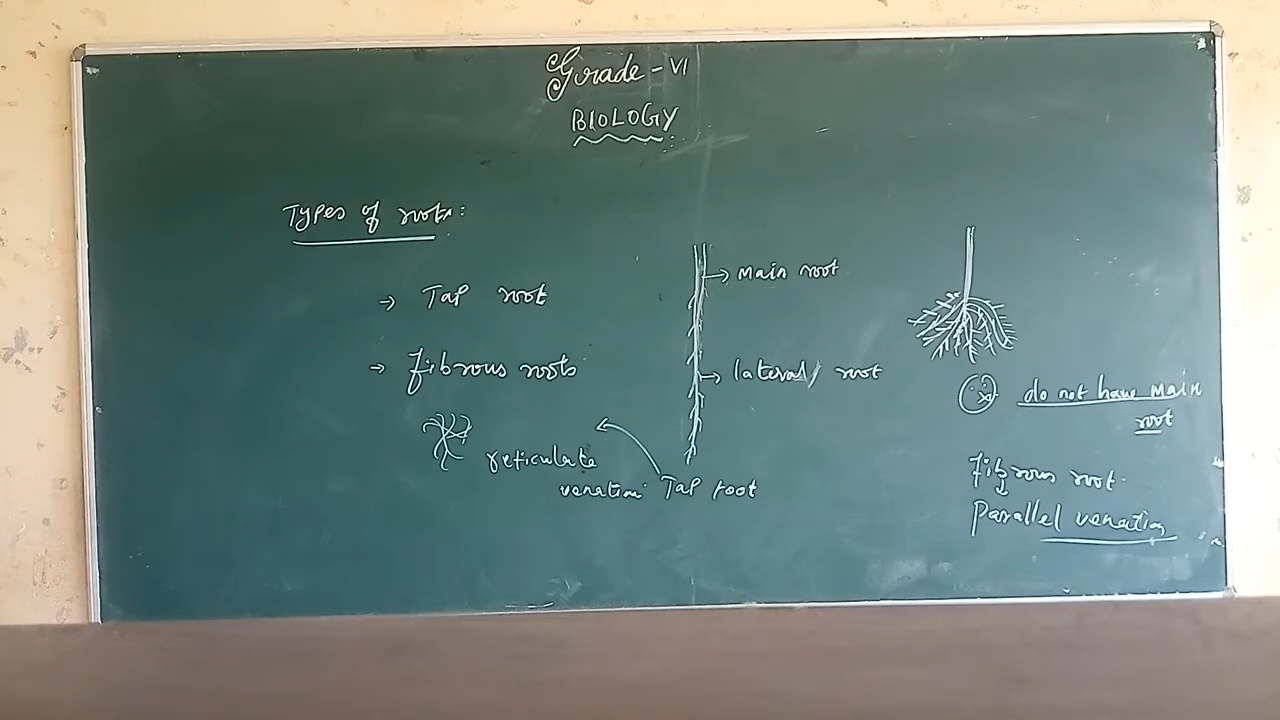 Grade - VI
BIOLOGY
Types of roots:
→ Tap root
→ fibrous roots
reticulate
venation
Main root
lateral root
Tap root
do not have Main
root
Fibrous root.
Parallel venation